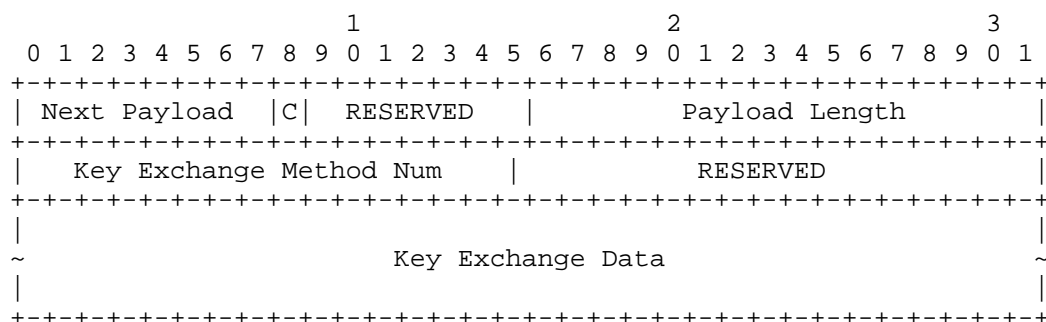 1                   2                   3
 0 1 2 3 4 5 6 7 8 9 0 1 2 3 4 5 6 7 8 9 0 1 2 3 4 5 6 7 8 9 0 1
+-+-+-+-+-+-+-+-+-+-+-+-+-+-+-+-+-+-+-+-+-+-+-+-+-+-+-+-+-+-+-+-+
| Next Payload  |C|  RESERVED   |         Payload Length        |
+-+-+-+-+-+-+-+-+-+-+-+-+-+-+-+-+-+-+-+-+-+-+-+-+-+-+-+-+-+-+-+-+
|   Key Exchange Method Num     |           RESERVED            |
+-+-+-+-+-+-+-+-+-+-+-+-+-+-+-+-+-+-+-+-+-+-+-+-+-+-+-+-+-+-+-+-+
|                                                               |
~                       Key Exchange Data                       ~
|                                                               |
+-+-+-+-+-+-+-+-+-+-+-+-+-+-+-+-+-+-+-+-+-+-+-+-+-+-+-+-+-+-+-+-+